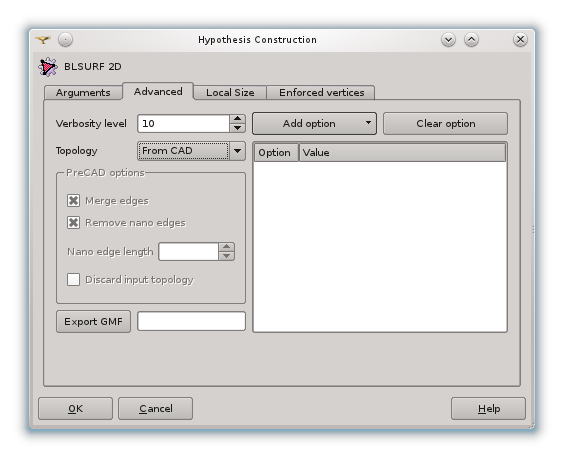 Hypothesis Construction
BLSURF 2D
Arguments
Advanced
Local Size
Enforced vertices
Verbosity level
10
Add option
Clear option
Topology
From CAD
Option
Value
PreCAD options
Merge edges
Remove nano edges
Nano edge length
Discard input topology
Export GMF
OK
Cancel
Help